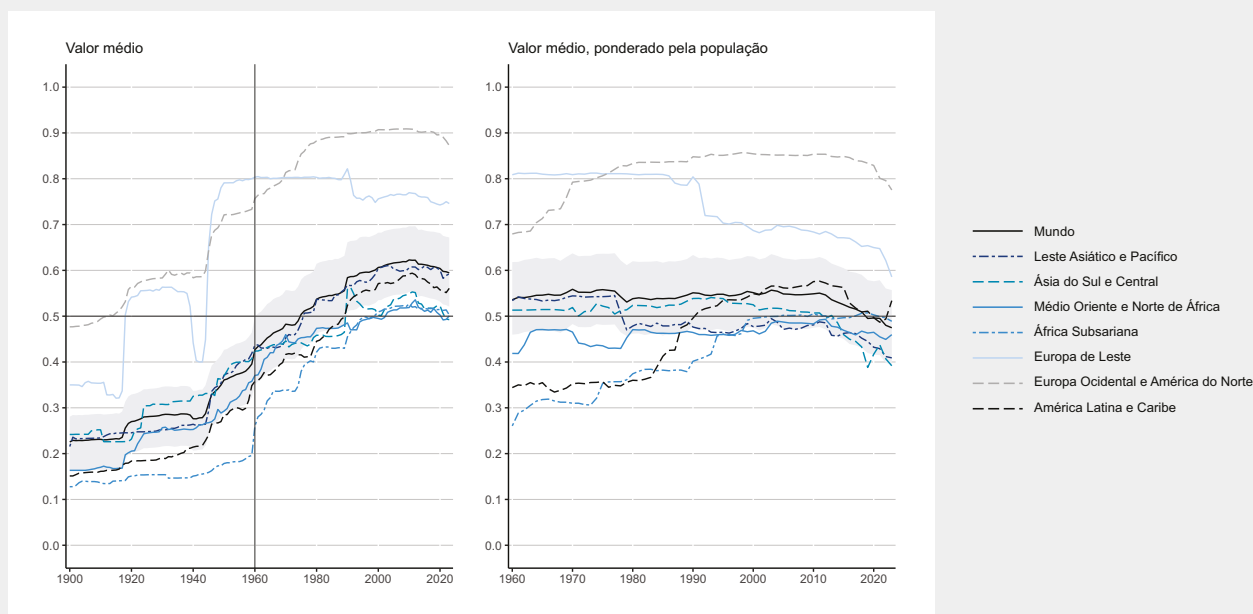 Valor médio
1.0
0.9
0.8
0.7
0.6
0.5
0.4
0.3
0.2
0.1
0.0
1900 1920 1940 1960 1980 2000 2020
Valor médio, ponderado pela população
1.0
0.9
0.8
0.7
0.6
0.5
0.4
0.3
0.2
0.1
0.0
1960 1970 1980 1990 2000 2010 2020
Mundo
Leste Asiático e Pacífico
Ásia do Sul e Central
Médio Oriente e Norte de África
África Subsariana
Europa de Leste
Europa Ocidental e América do Norte
América Latina e Caribe